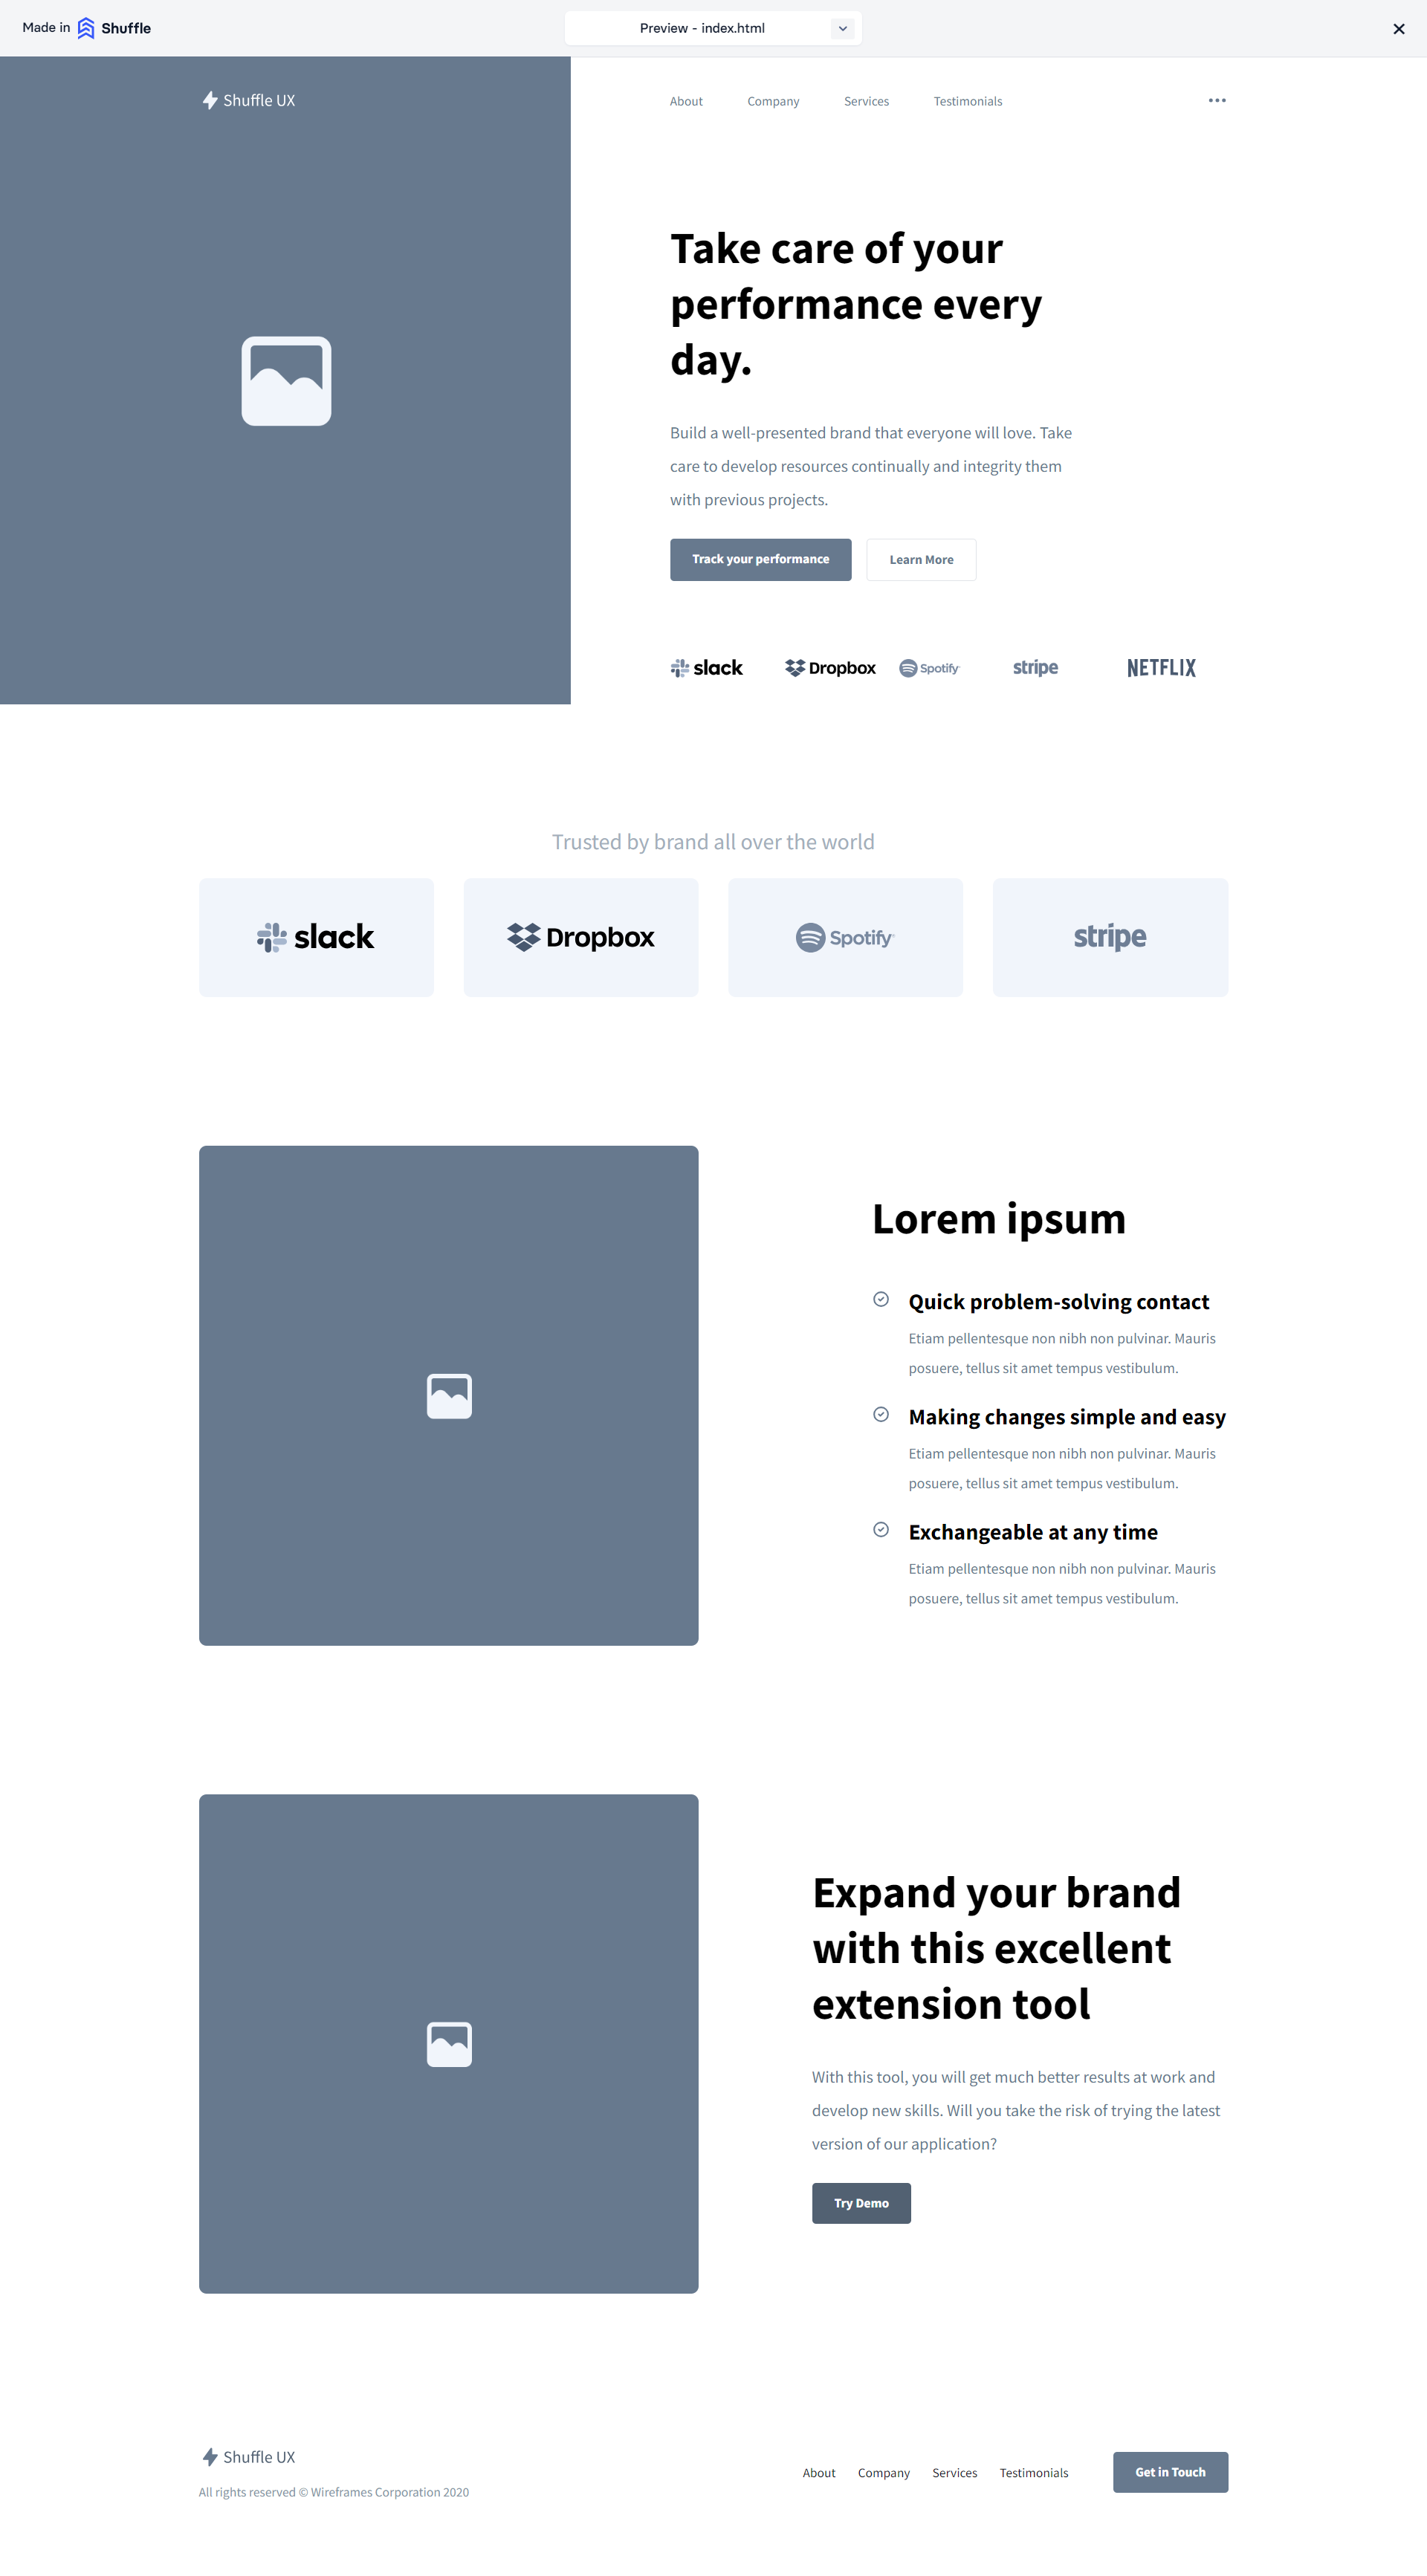 Made in Shuffle
Preview - index.html
Shuffle UX
About
Company
Services
Testimonials
Take care of your
performance every
day.
Build a well-presented brand that everyone will love. Take
care to develop resources continually and integrity them
with previous projects.
Track your performance
Learn More
slack
Dropbox
Spotify
stripe
NETFLIX
Trusted by brand all over the world
slack
Dropbox
Spotify
stripe
Lorem ipsum
Quick problem-solving contact
Etiam pellentesque non nibh non pulvinar. Mauris
posuere, tellus sit amet tempus vestibulum.
Making changes simple and easy
Etiam pellentesque non nibh non pulvinar. Mauris
posuere, tellus sit amet tempus vestibulum.
Exchangeable at any time
Etiam pellentesque non nibh non pulvinar. Mauris
posuere, tellus sit amet tempus vestibulum.
Expand your brand
with this excellent
extension tool
With this tool, you will get much better results at work and
develop new skills. Will you take the risk of trying the latest
version of our application?
Try Demo
Shuffle UX
All rights reserved © Wireframes Corporation 2020
About
Company
Services
Testimonials
Get in Touch